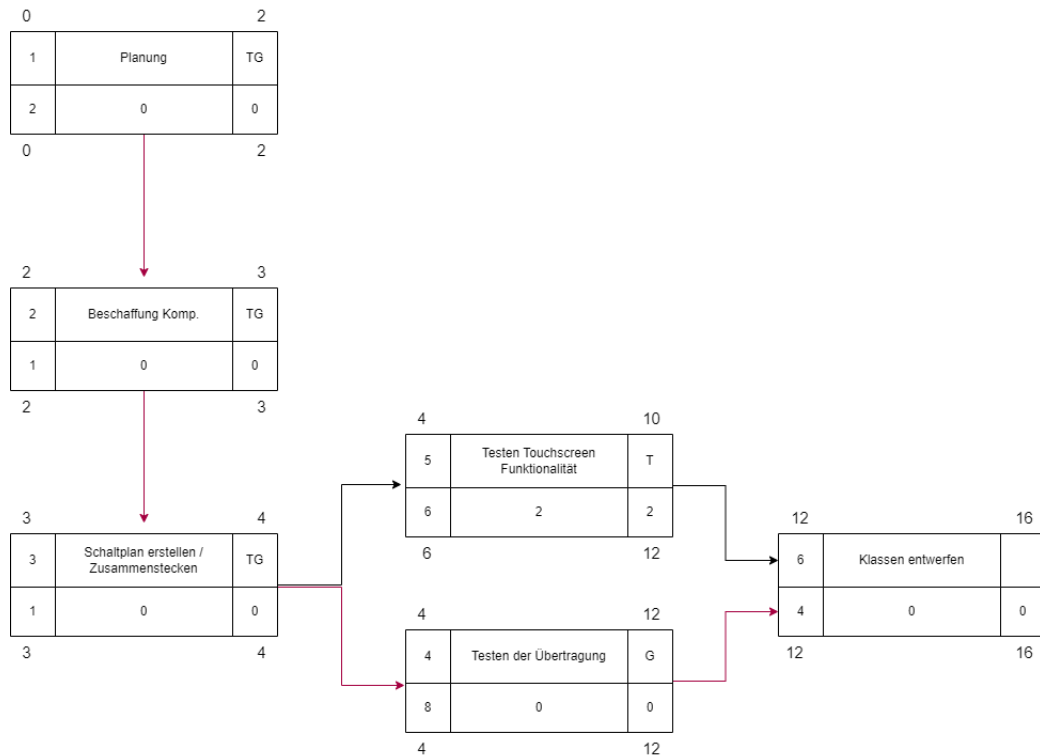 0 2
1 Planung TG
2 0 0
0 2
2 3
2 Beschaffung Komp. TG
1 0 0
2 3
3 4
3 Schaltplan erstellen / TG
Zusammenstecken
1 0 0
3 4
4 10
5 Testen Touchscreen T
Funktionalität
6 2 2
6 12
4 12
4 Testen der Übertragung G
8 0 0
4 12
12 16
6 Klassen entwerfen
4 0 0
12 16